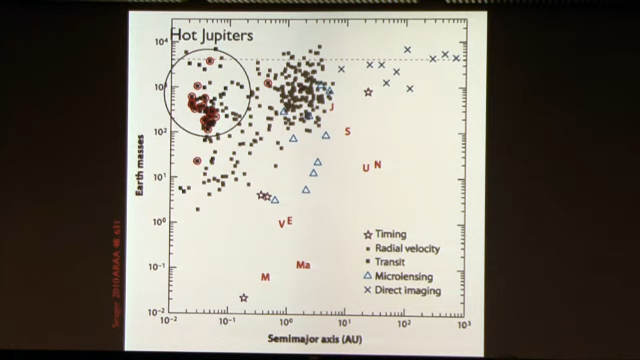 Hot Jupiters
10⁴
10²
10¹
10⁰
10⁻¹
10⁻²
Earth masses
J
S
U N
V E
M
Ma
Timing
Radial velocity
Transit
Microlensing
Direct imaging
10⁻² 10⁻¹ 10⁰ 10¹ 10² 10³
Semimajor axis (AU)